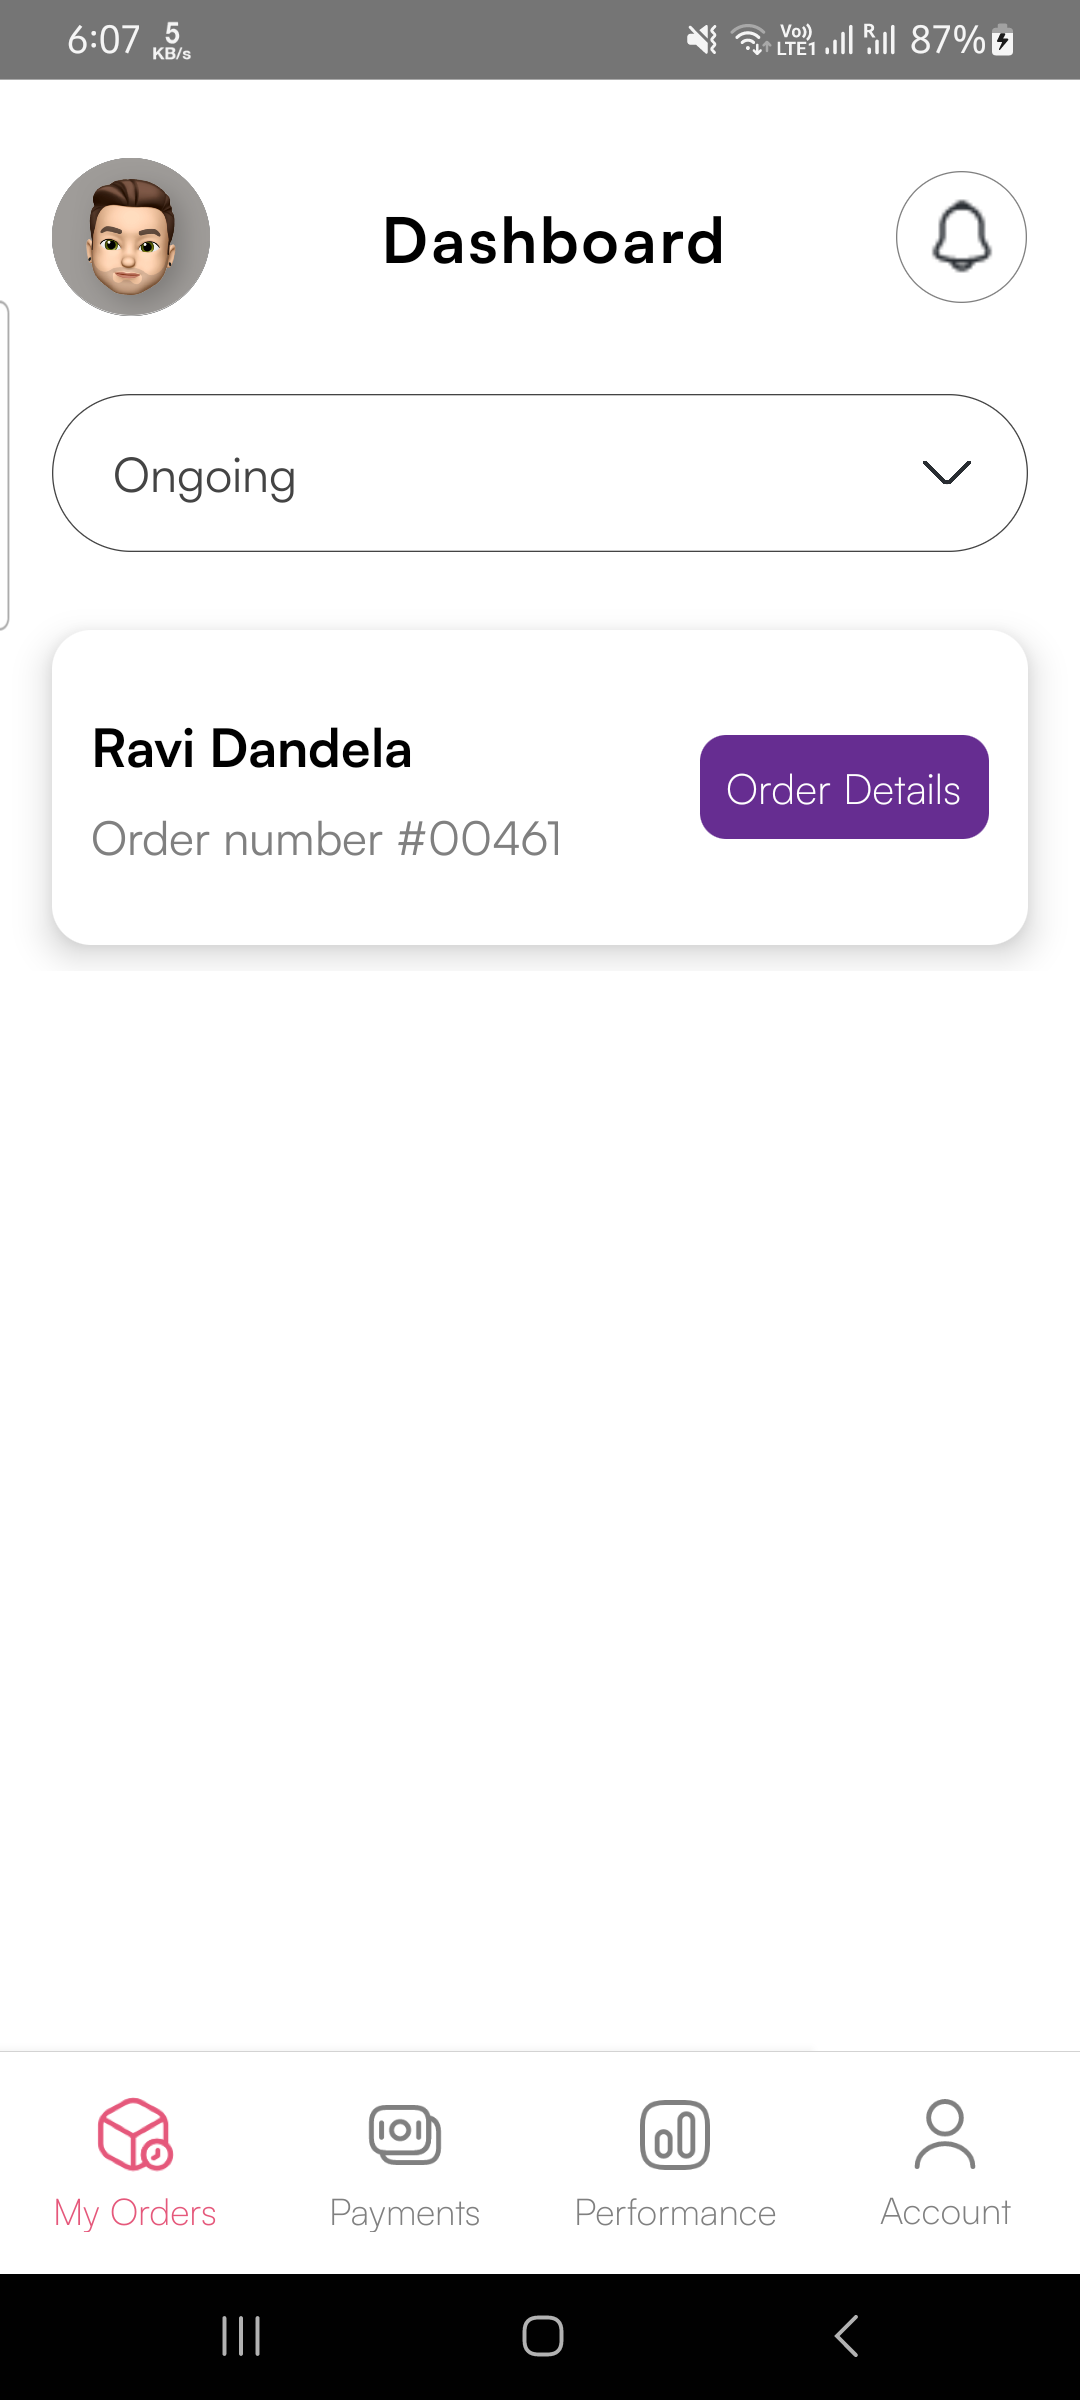 6:07 5 KB/s Vo)) LTE1 R 87%
Dashboard
Ongoing
Ravi Dandela
Order number #00461
Order Details
My Orders Payments Performance Account